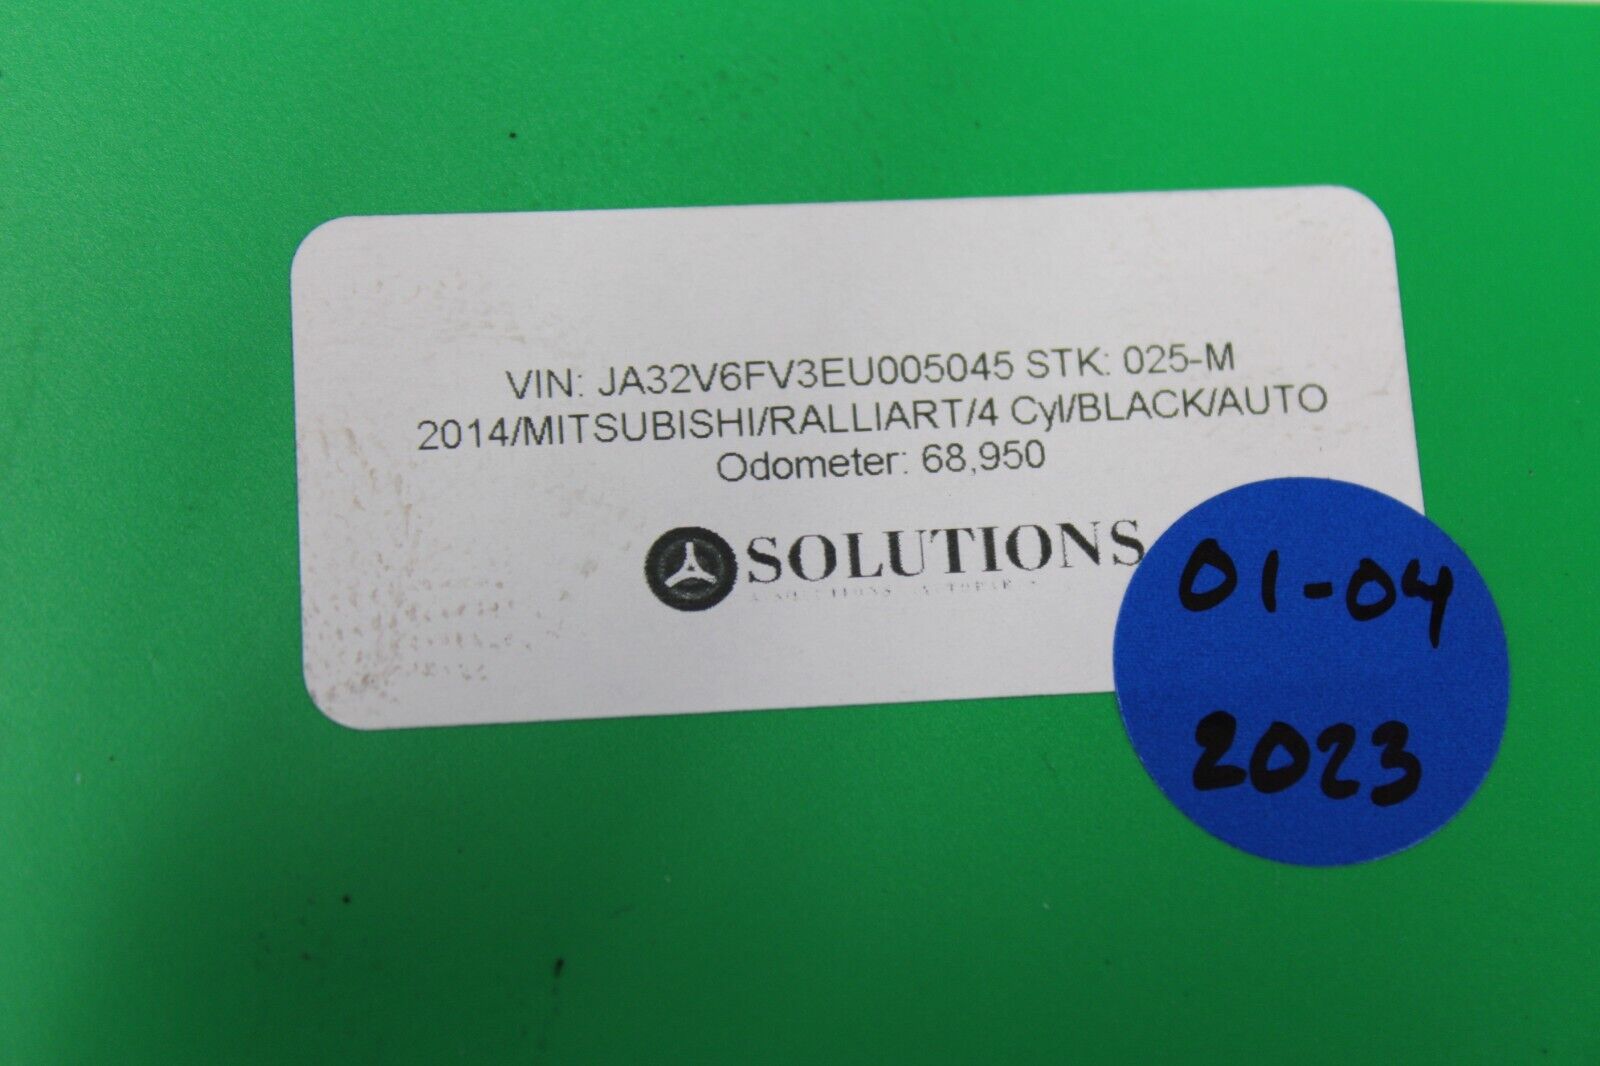 VIN: JA32V6FV3EU005045 STK: 025-M
2014/MITSUBISHI/RALLIART/4 Cyl/BLACK/AUTO
Odometer: 68,950
SOLUTIONS
01-04
2023